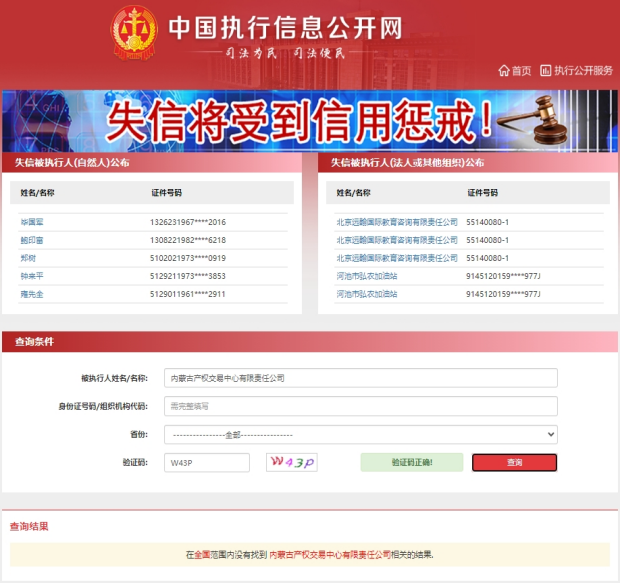 中国执行信息公开网
司法为民 司法便民
首页 执行公开服务
失信将受到信用惩戒！
失信被执行人(自然人)公布
姓名/名称 证件号码
毕国军 1326231967****2016
鲍印窗 1308221982****6218
郑树 5102021973****0919
钟来平 5129211973****3853
雍先全 5129011961****2911
失信被执行人(法人或其他组织)公布
姓名/名称 证件号码
北京远翰国际教育咨询有限责任公司 55140080-1
北京远翰国际教育咨询有限责任公司 55140080-1
北京远翰国际教育咨询有限责任公司 55140080-1
河池市弘农加油站 9145120159****977J
河池市弘农加油站 9145120159****977J
查询条件
被执行人姓名/名称: 内蒙古产权交易中心有限责任公司
身份证号码/组织机构代码: 需完整填写
省份: ----------------全部----------------
验证码: W43P W43P 验证码正确! 查询
查询结果
在全国范围内没有找到 内蒙古产权交易中心有限责任公司相关的结果.